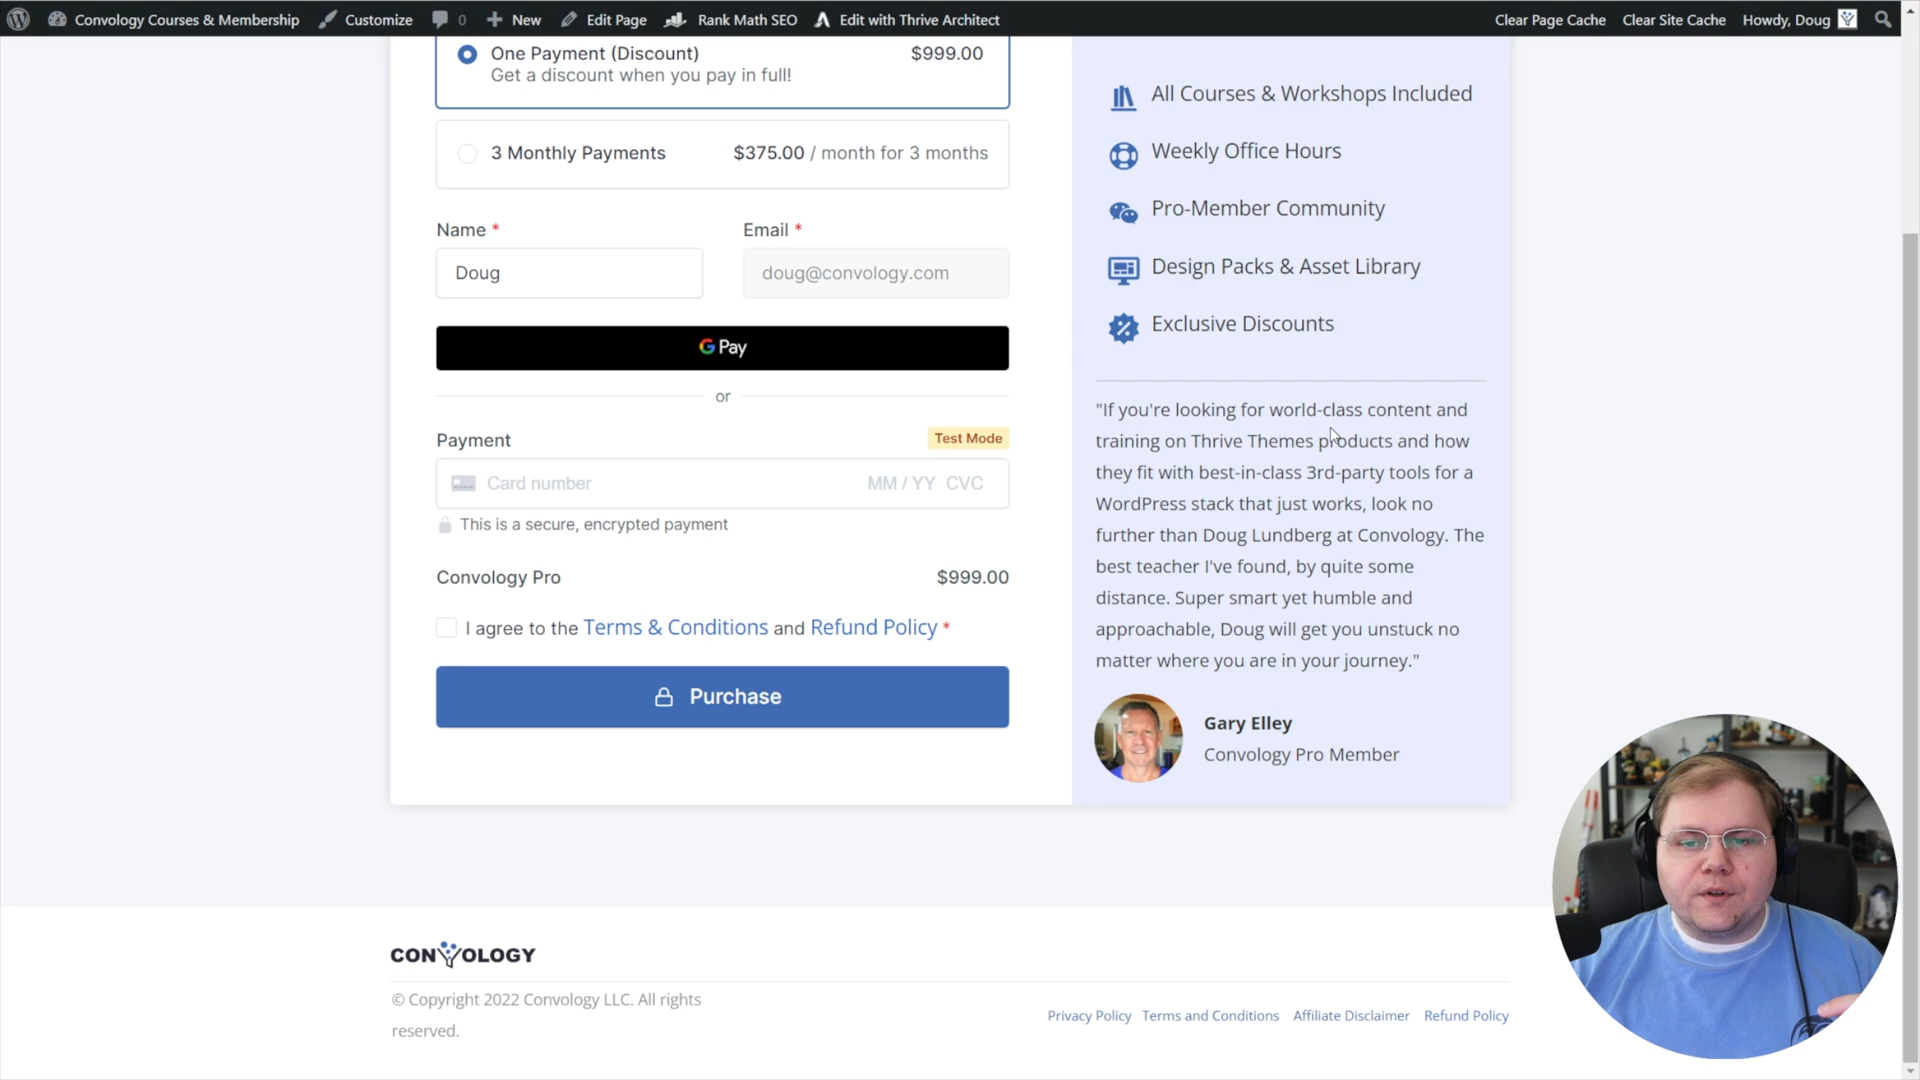 Convology Courses & Membership Customize 0 New Edit Page Rank Math SEO Edit with Thrive Architect Clear Page Cache Clear Site Cache Howdy, Doug
One Payment (Discount) $999.00
Get a discount when you pay in full!
3 Monthly Payments $375.00 / month for 3 months
Name * Email *
Doug doug@convology.com
G Pay
or
Payment Test Mode
Card number MM / YY CVC
This is a secure, encrypted payment
Convology Pro $999.00
I agree to the Terms & Conditions and Refund Policy *
Purchase
All Courses & Workshops Included
Weekly Office Hours
Pro-Member Community
Design Packs & Asset Library
Exclusive Discounts
"If you're looking for world-class content and
training on Thrive Themes products and how
they fit with best-in-class 3rd-party tools for a
WordPress stack that just works, look no
further than Doug Lundberg at Convology. The
best teacher I've found, by quite some
distance. Super smart yet humble and
approachable, Doug will get you unstuck no
matter where you are in your journey."
Gary Elley
Convology Pro Member
CONVOLOGY
© Copyright 2022 Convology LLC. All rights
reserved.
Privacy Policy Terms and Conditions Affiliate Disclaimer Refund Policy